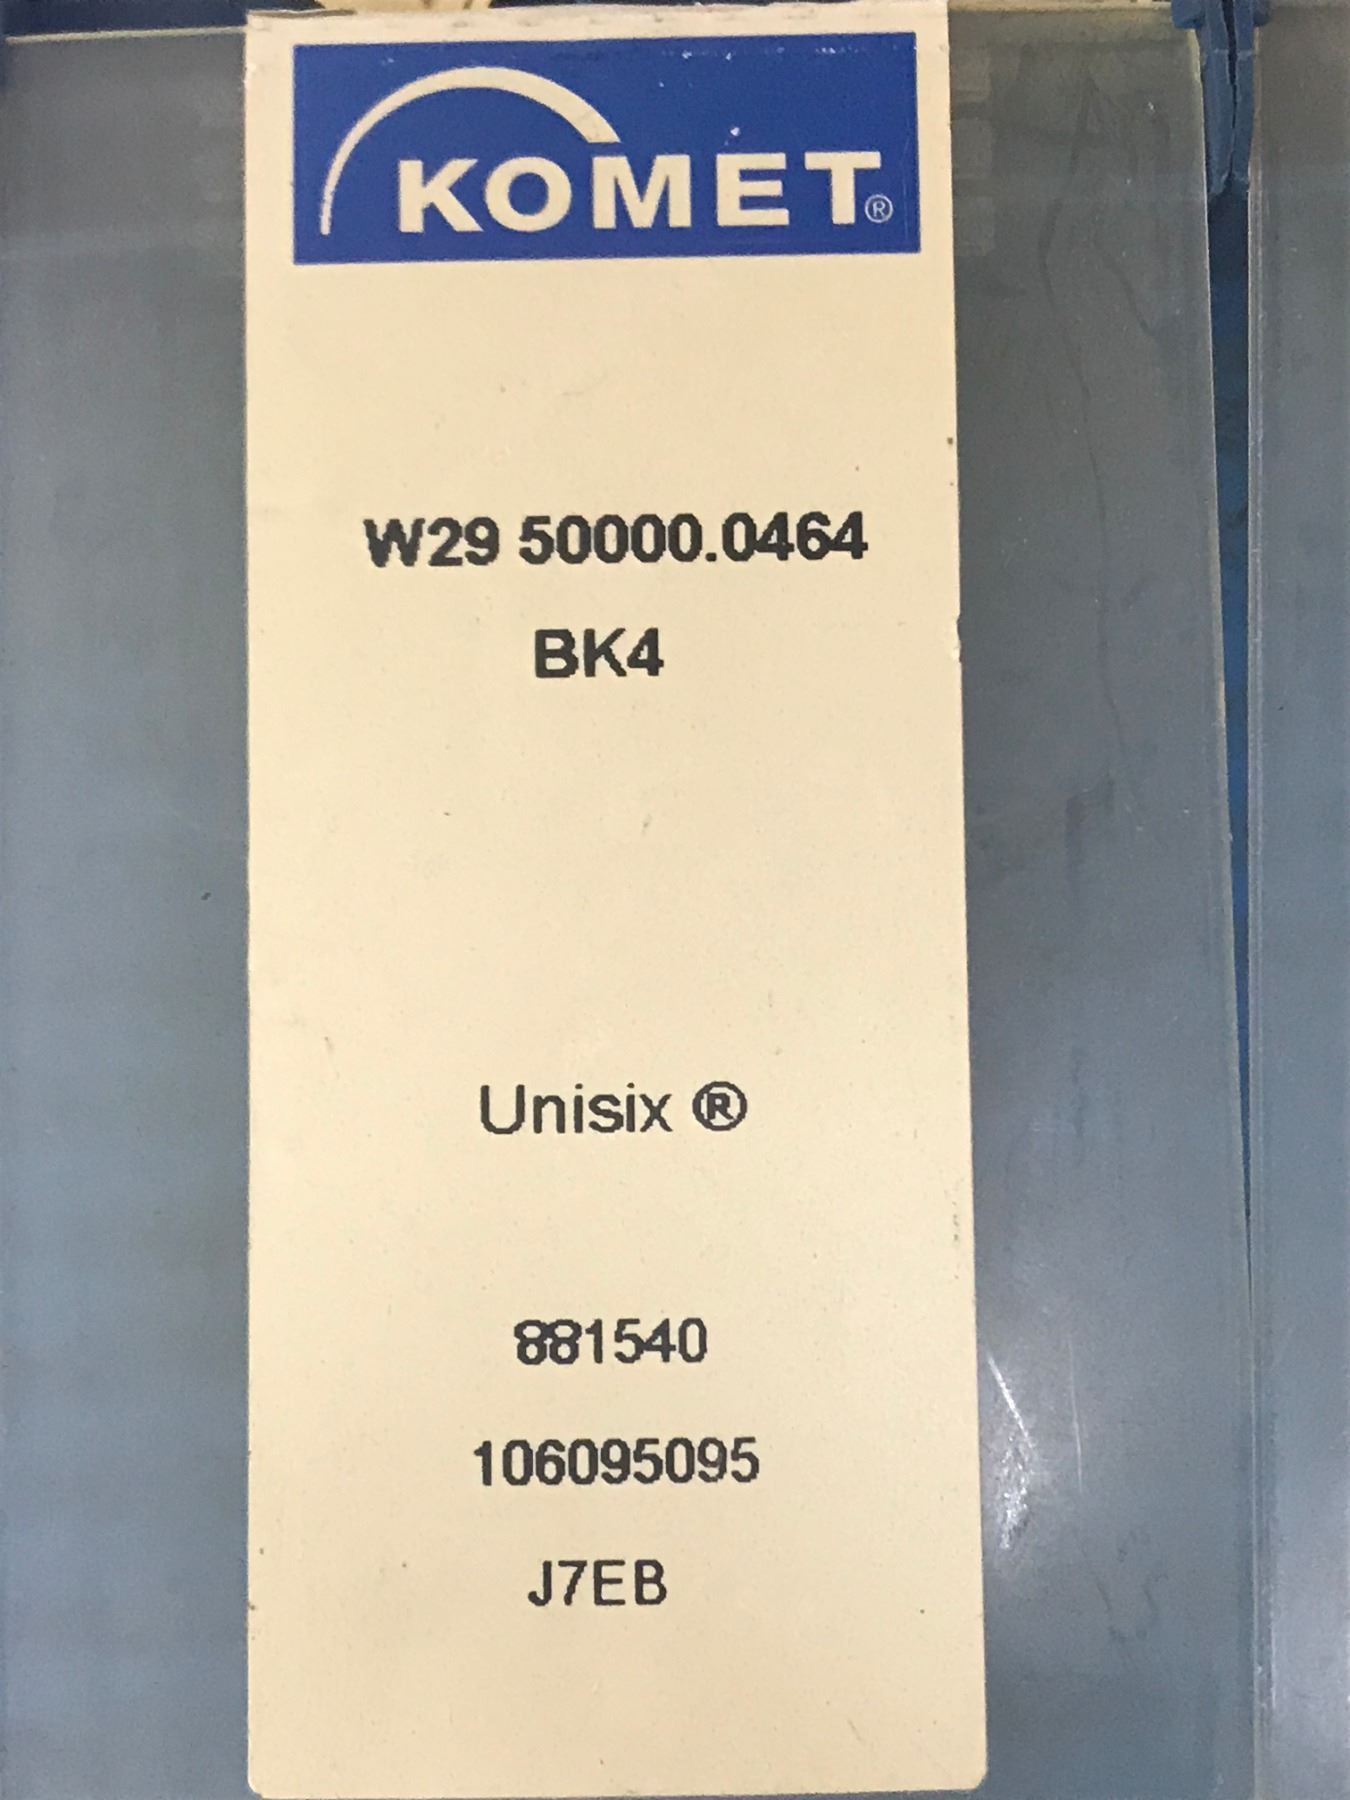 KOMET®
W29 50000.0464
BK4
Unisix ®
881540
106095095
J7EB